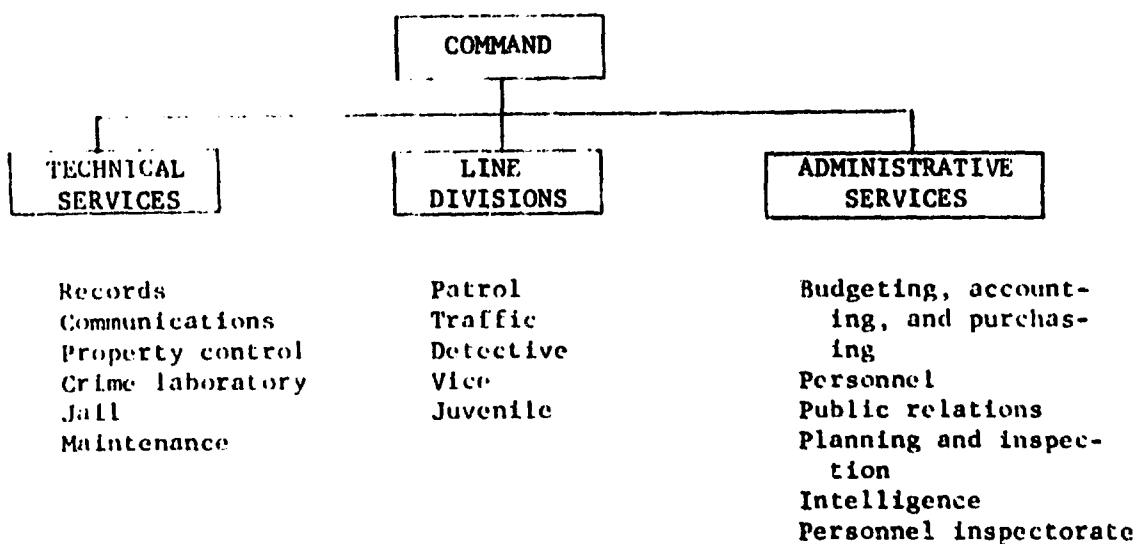 COMMAND
TECHNICAL
SERVICES
LINE
DIVISIONS
ADMINISTRATIVE
SERVICES
Records
Communications
Property control
Crime laboratory
Jail
Maintenance
Patrol
Traffic
Detective
Vice
Juvenile
Budgeting, account-
ing, and purchas-
ing
Personnel
Public relations
Planning and inspec-
tion
Intelligence
Personnel inspectorate